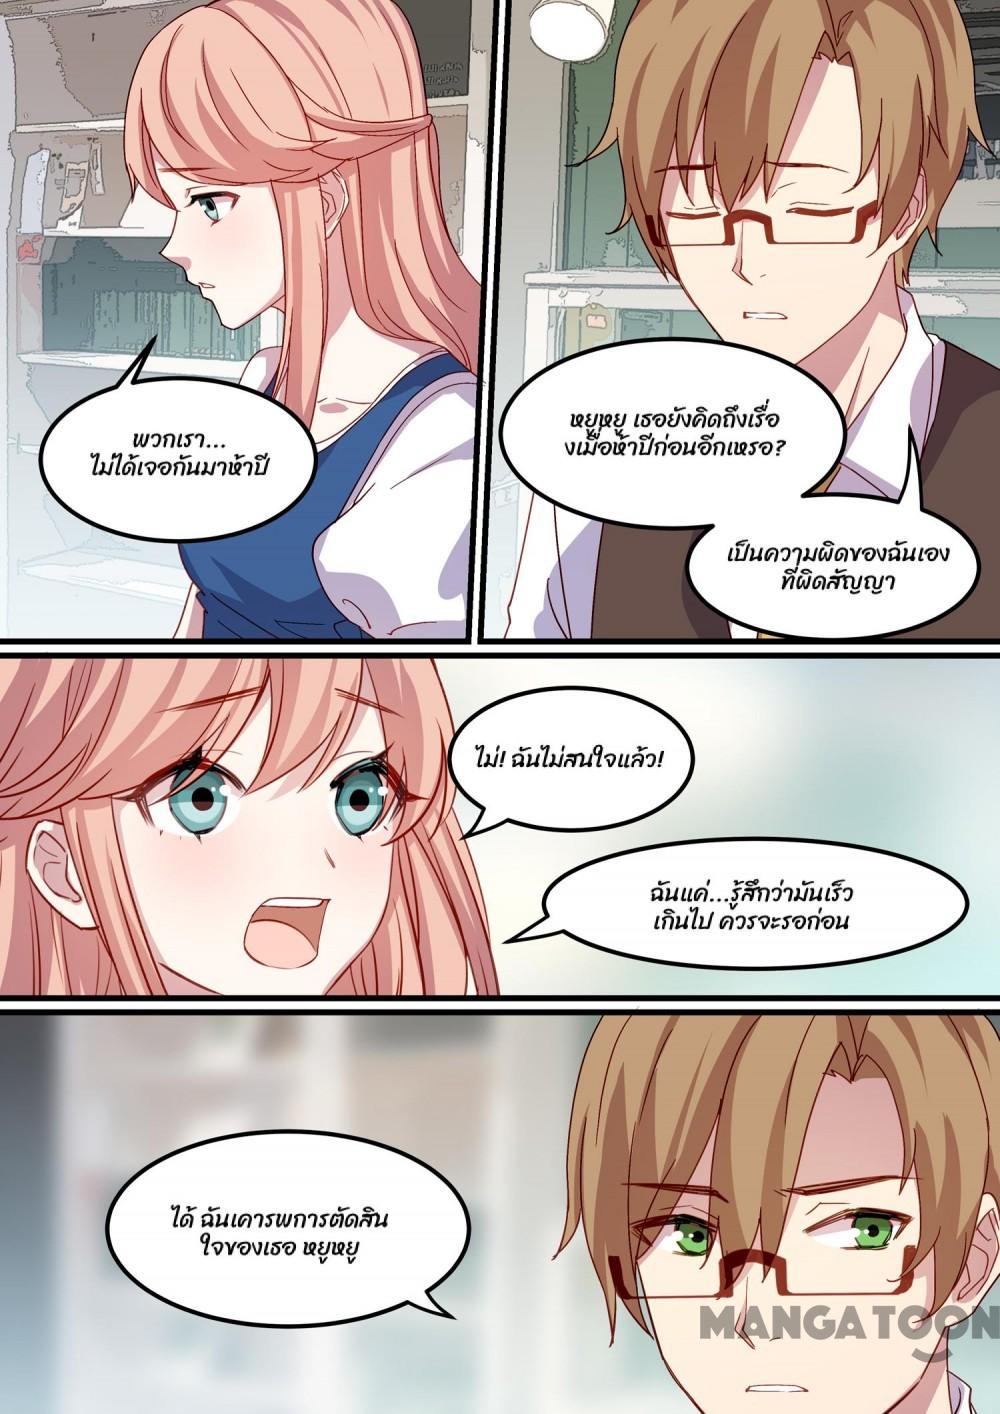 พวกเรา...
ไม่ได้เจอกันมาห้าปี
หยูหยู เธอยังคิดถึงเรื่อ
งเมื่อห้าปีก่อนอีกเหรอ?
เป็นความผิดของฉันเอง
ที่ผิดสัญญา
ไม่! ฉันไม่สนใจแล้ว!
ฉันแค่...รู้สึกว่ามันเร็ว
เกินไป ควรจะรอก่อน
ได้ ฉันเคารพการตัดสิน
ใจของเธอ หยูหยู
MANGATOON